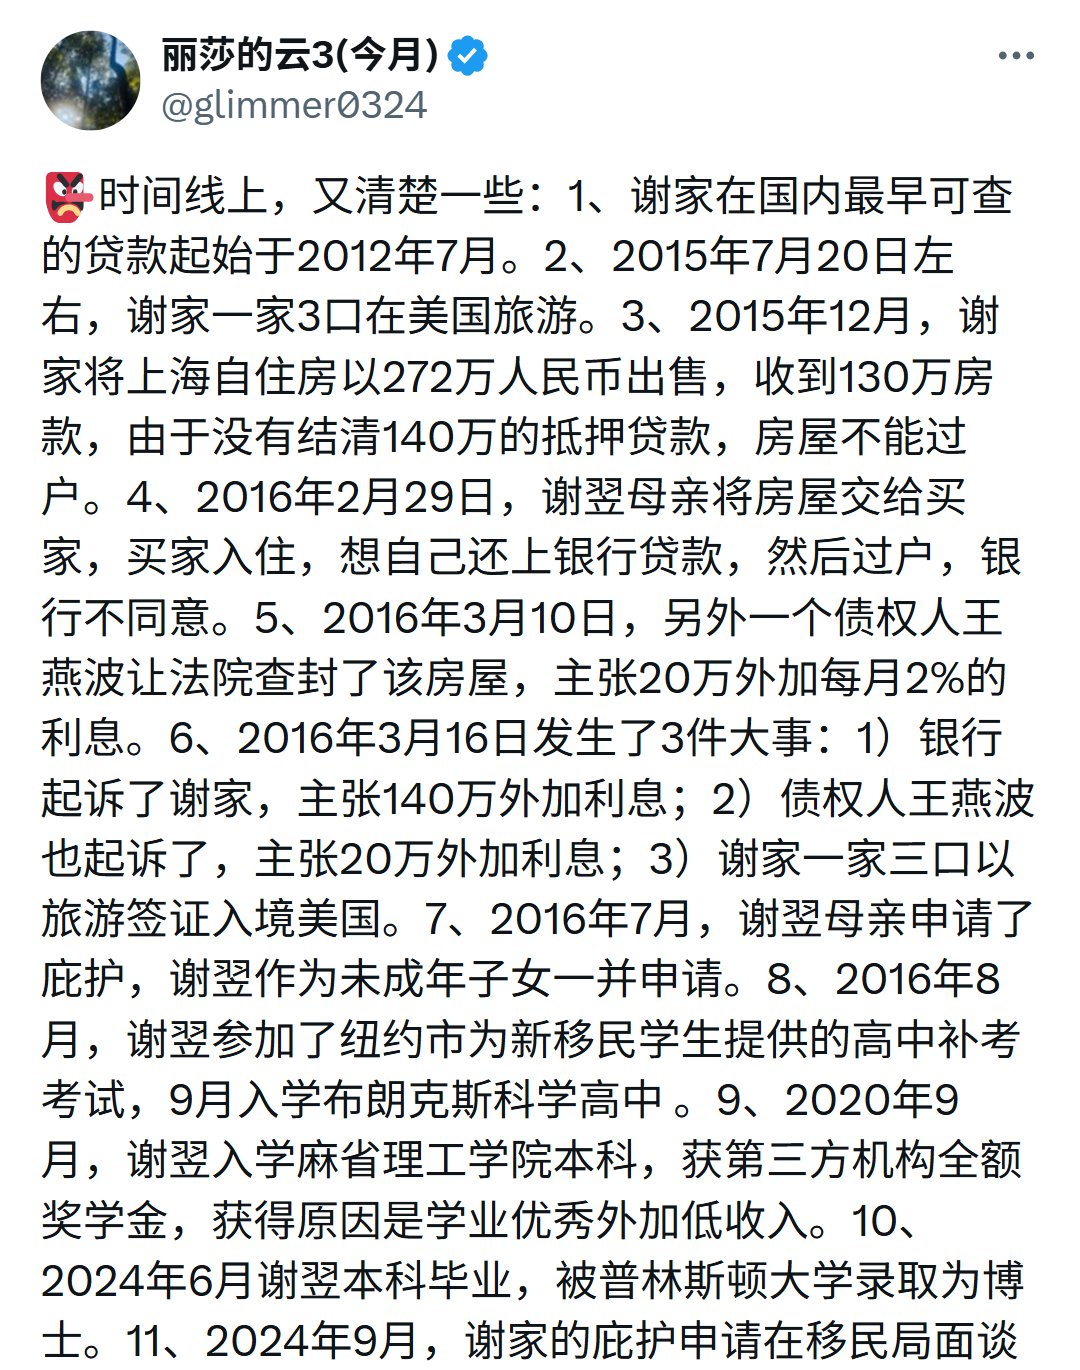 丽莎的云3(今月)
@glimmer0324
👺时间线上，又清楚一些：1、谢家在国内最早可查
的贷款起始于2012年7月。2、2015年7月20日左
右，谢家一家3口在美国旅游。3、2015年12月，谢
家将上海自住房以272万人民币出售，收到130万房
款，由于没有结清140万的抵押贷款，房屋不能过
户。4、2016年2月29日，谢翌母亲将房屋交给买
家，买家入住，想自己还上银行贷款，然后过户，银
行不同意。5、2016年3月10日，另外一个债权人王
燕波让法院查封了该房屋，主张20万外加每月2%的
利息。6、2016年3月16日发生了3件大事：1）银行
起诉了谢家，主张140万外加利息；2）债权人王燕波
也起诉了，主张20万外加利息；3）谢家一家三口以
旅游签证入境美国。7、2016年7月，谢翌母亲申请了
庇护，谢翌作为未成年子女一并申请。8、2016年8
月，谢翌参加了纽约市为新移民学生提供的高中补考
考试，9月入学布朗克斯科学高中 。9、2020年9
月，谢翌入学麻省理工学院本科，获第三方机构全额
奖学金，获得原因是学业优秀外加低收入。10、
2024年6月谢翌本科毕业，被普林斯顿大学录取为博
士。11、2024年9月，谢家的庇护申请在移民局面谈